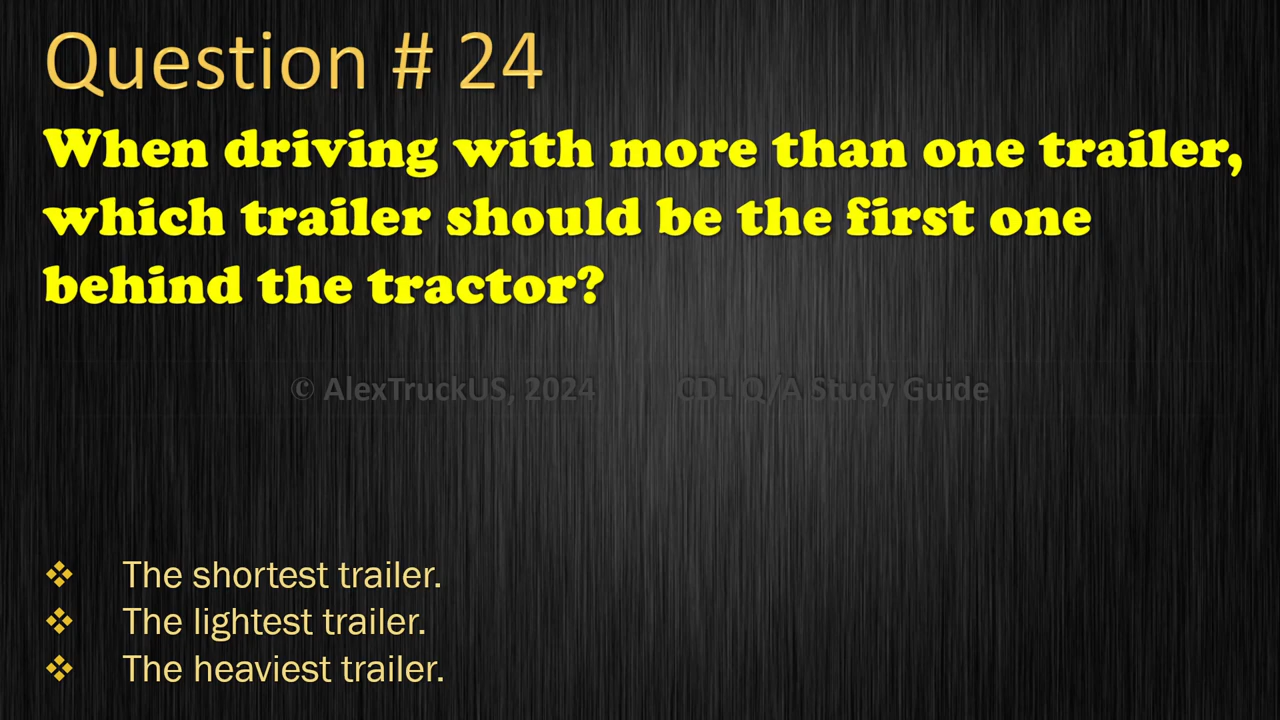 Question # 24
When driving with more than one trailer,
which trailer should be the first one
behind the tractor?
© AlexTruckUS, 2024 CDL Q/A Study Guide
❖ The shortest trailer.
❖ The lightest trailer.
❖ The heaviest trailer.